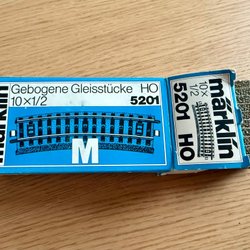 märklin
Gebogene Gleisstücke HO
10×1/2 5201
M
märklin
10×
1/2
5201 HO